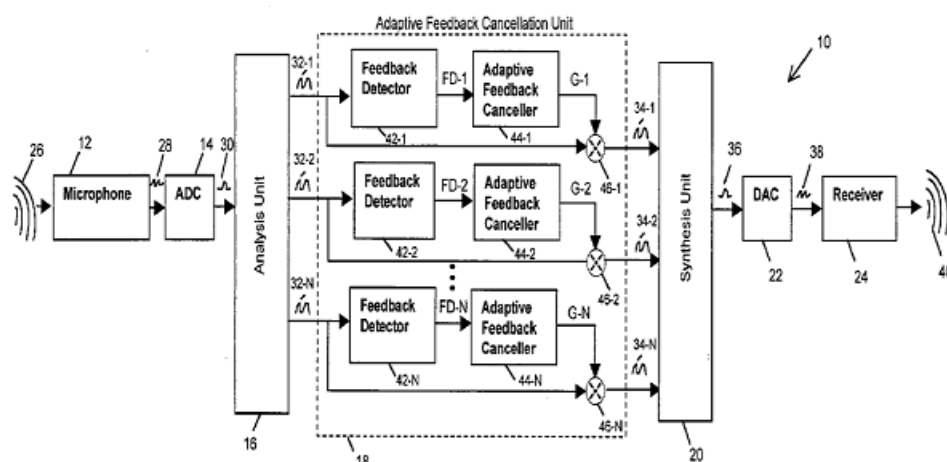 Adaptive Feedback Cancellation Unit
10
32-1
Feedback
Detector
FD-1
Adaptive
Feedback
Canceller
G-1
34-1
42-1
44-1
46-1
26
12
28
14
30
Microphone
ADC
Analysis Unit
32-2
Feedback
Detector
FD-2
Adaptive
Feedback
Canceller
G-2
34-2
42-2
44-2
46-2
Synthesis Unit
36
DAC
38
Receiver
22
24
32-N
Feedback
Detector
FD-N
Adaptive
Feedback
Canceller
G-N
34-N
42-N
44-N
46-N
16
18
20